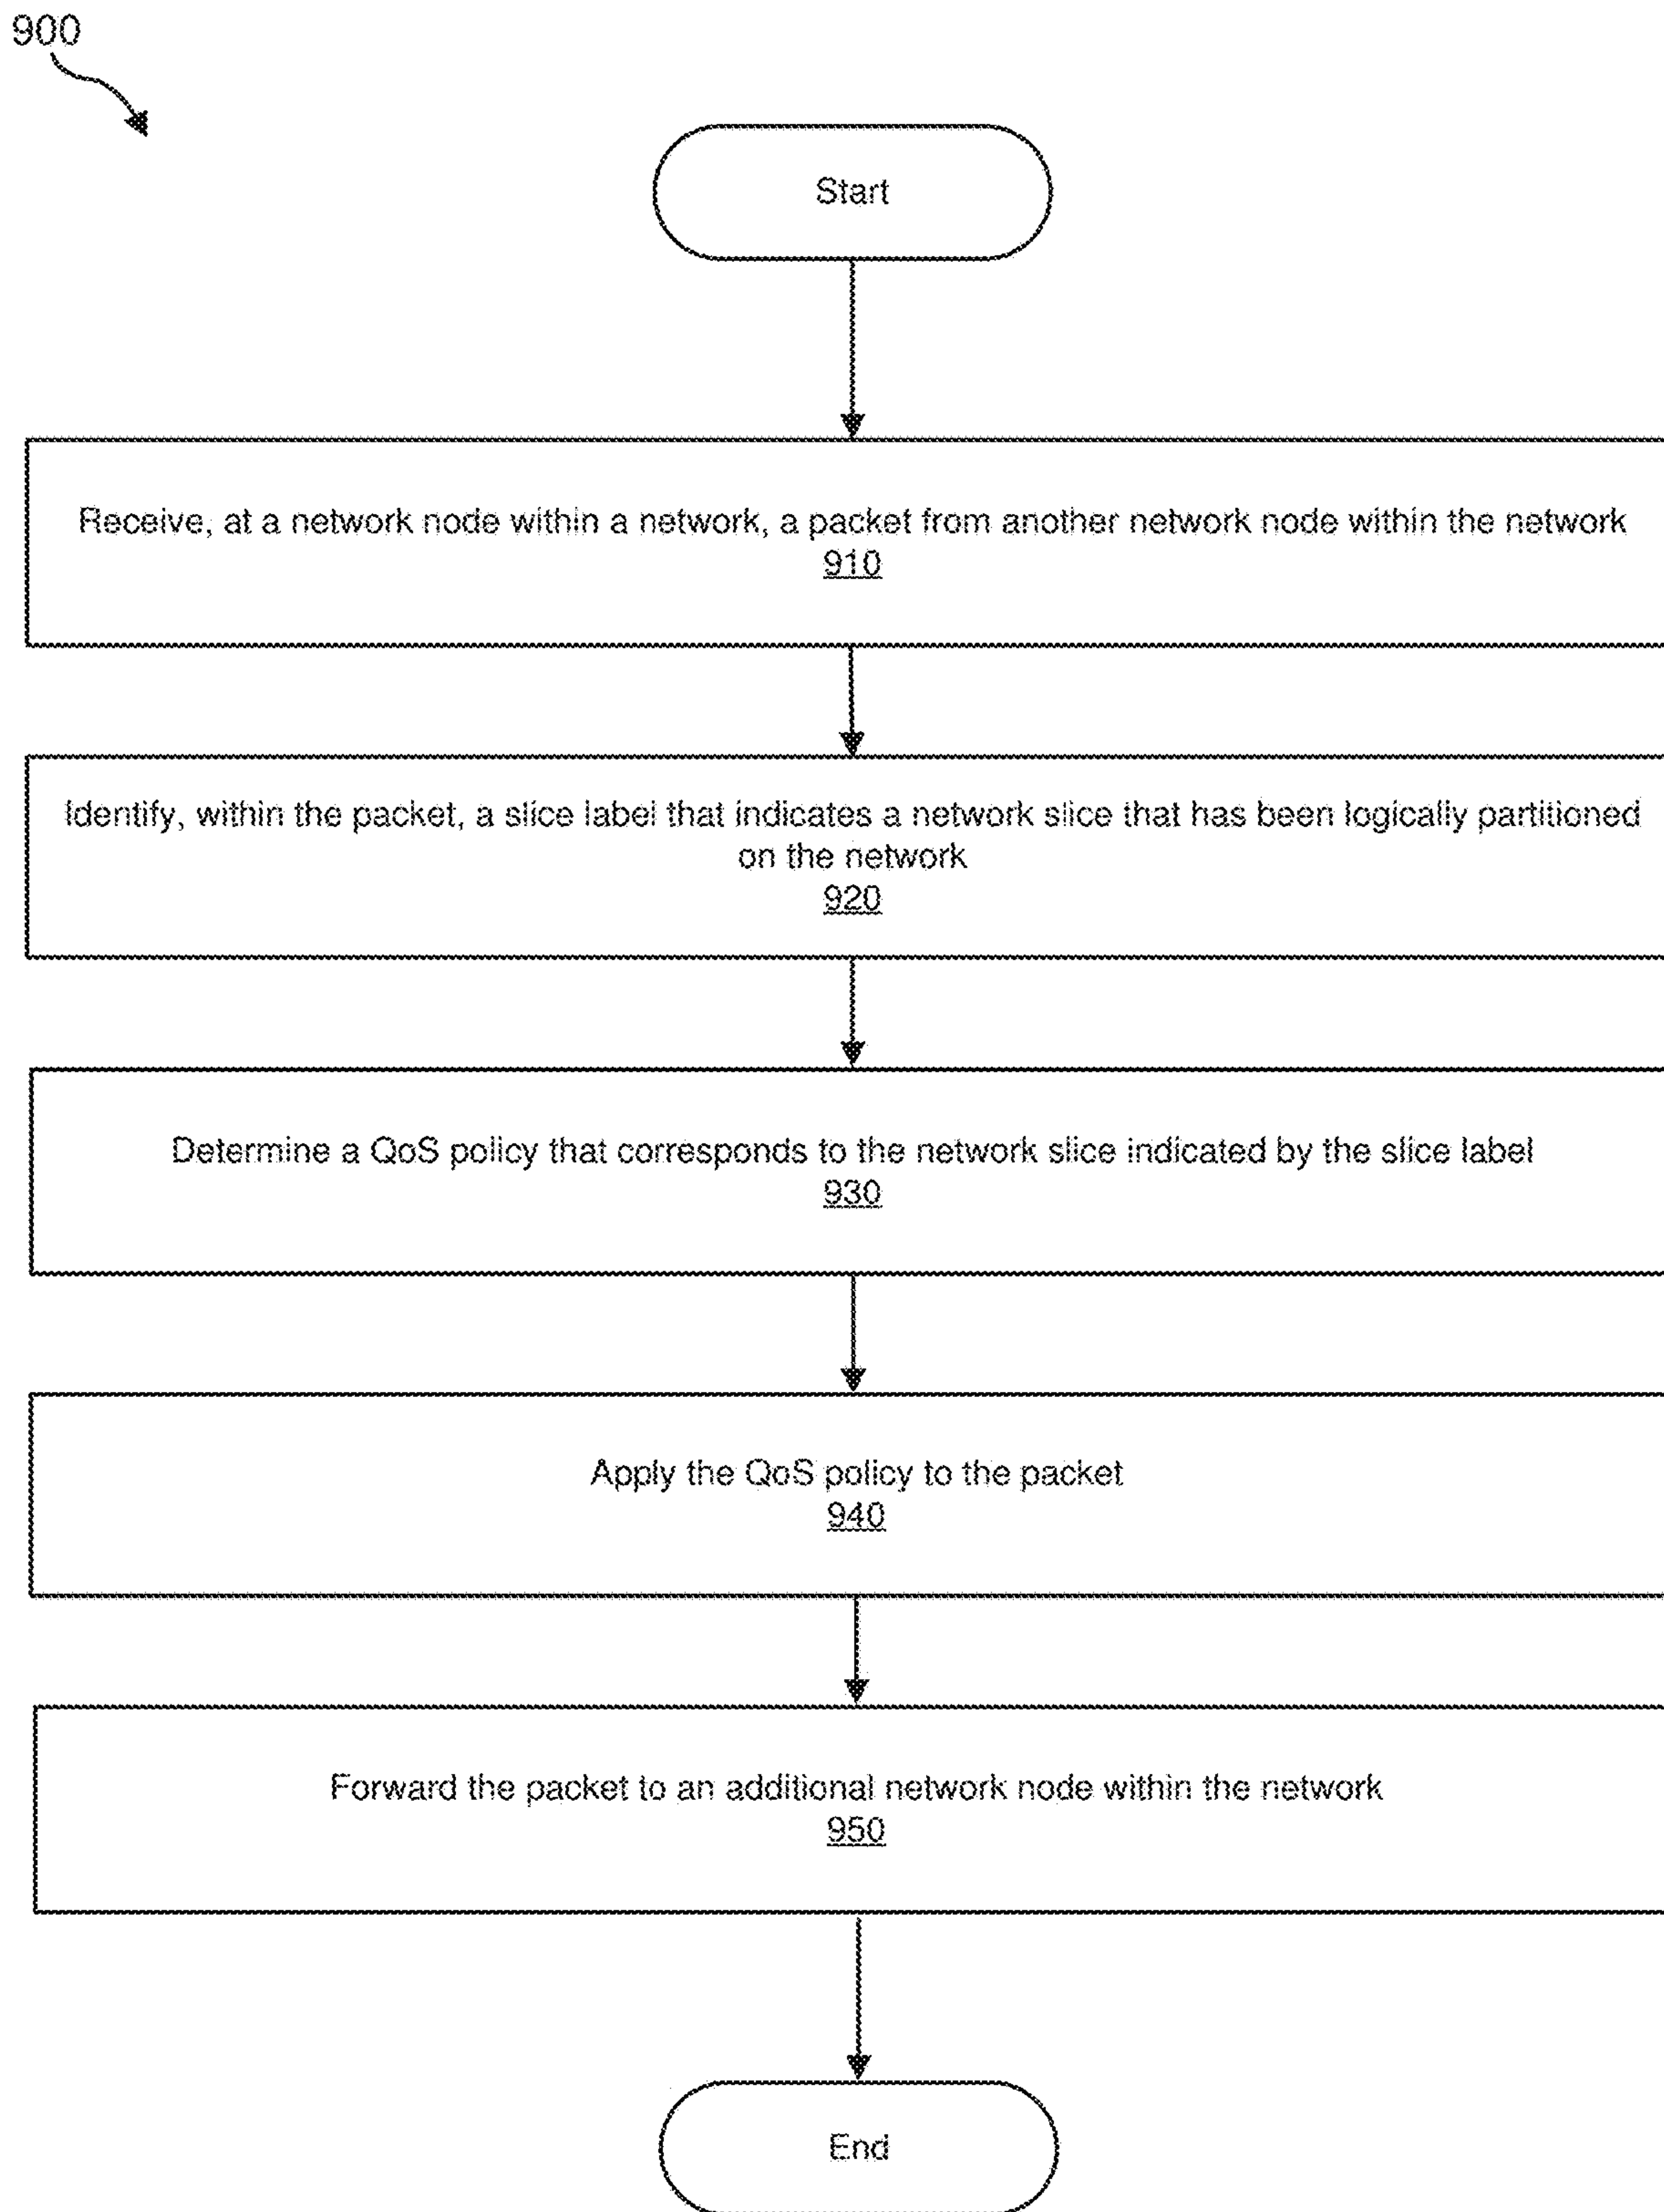 900
Start
Receive, at a network node within a network, a packet from another network node within the network
910
Identify, within the packet, a slice label that indicates a network slice that has been logically partitioned
on the network
920
Determine a QoS policy that corresponds to the network slice indicated by the slice label
930
Apply the QoS policy to the packet
940
Forward the packet to an additional network node within the network
950
End